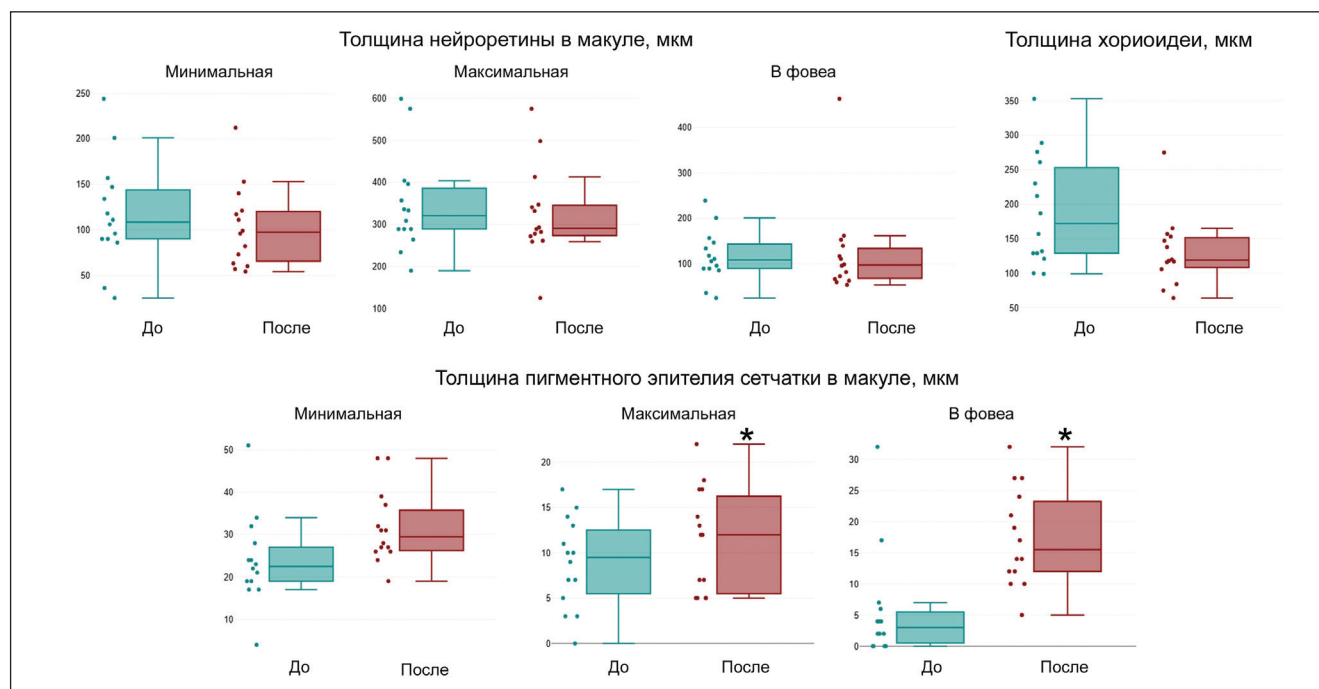 Толщина нейроретины в макуле, мкм
Толщина хориоидеи, мкм
Минимальная
Максимальная
В фовеа
250
200
150
100
50
До
После
600
500
400
300
200
100
До
После
400
300
200
100
До
После
350
300
250
200
150
100
50
До
После
Толщина пигментного эпителия сетчатки в макуле, мкм
Минимальная
Максимальная
В фовеа
50
40
30
20
10
До
После
20
15
10
5
0
*
До
После
30
25
20
15
10
5
0
*
До
После